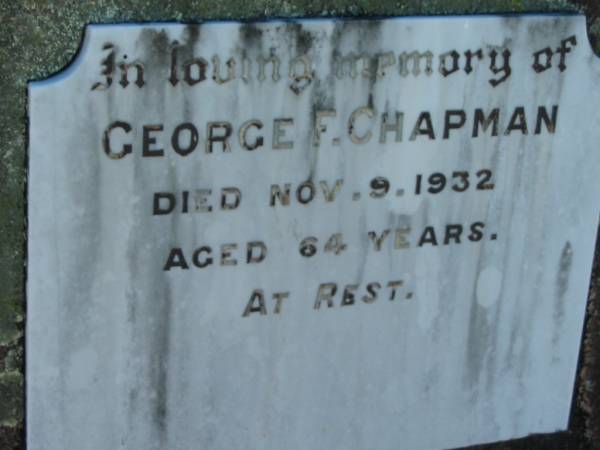 In loving memory of
GEORGE F. CHAPMAN
DIED NOV. 9. 1932
AGED 64 YEARS.
AT REST.